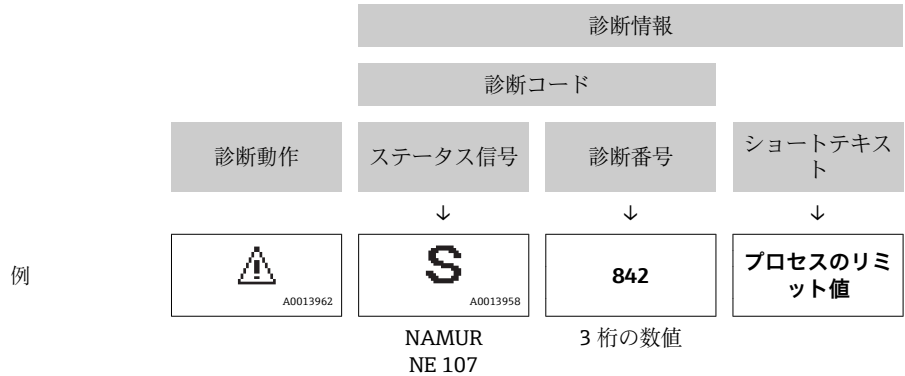 診断情報
診断コード
診断動作
ステータス信号
診断番号
ショートテキス
ト
↓
↓
↓
例
A0013962
S
A0013958
842
プロセスのリミ
ット値
NAMUR
NE 107
3 桁の数値